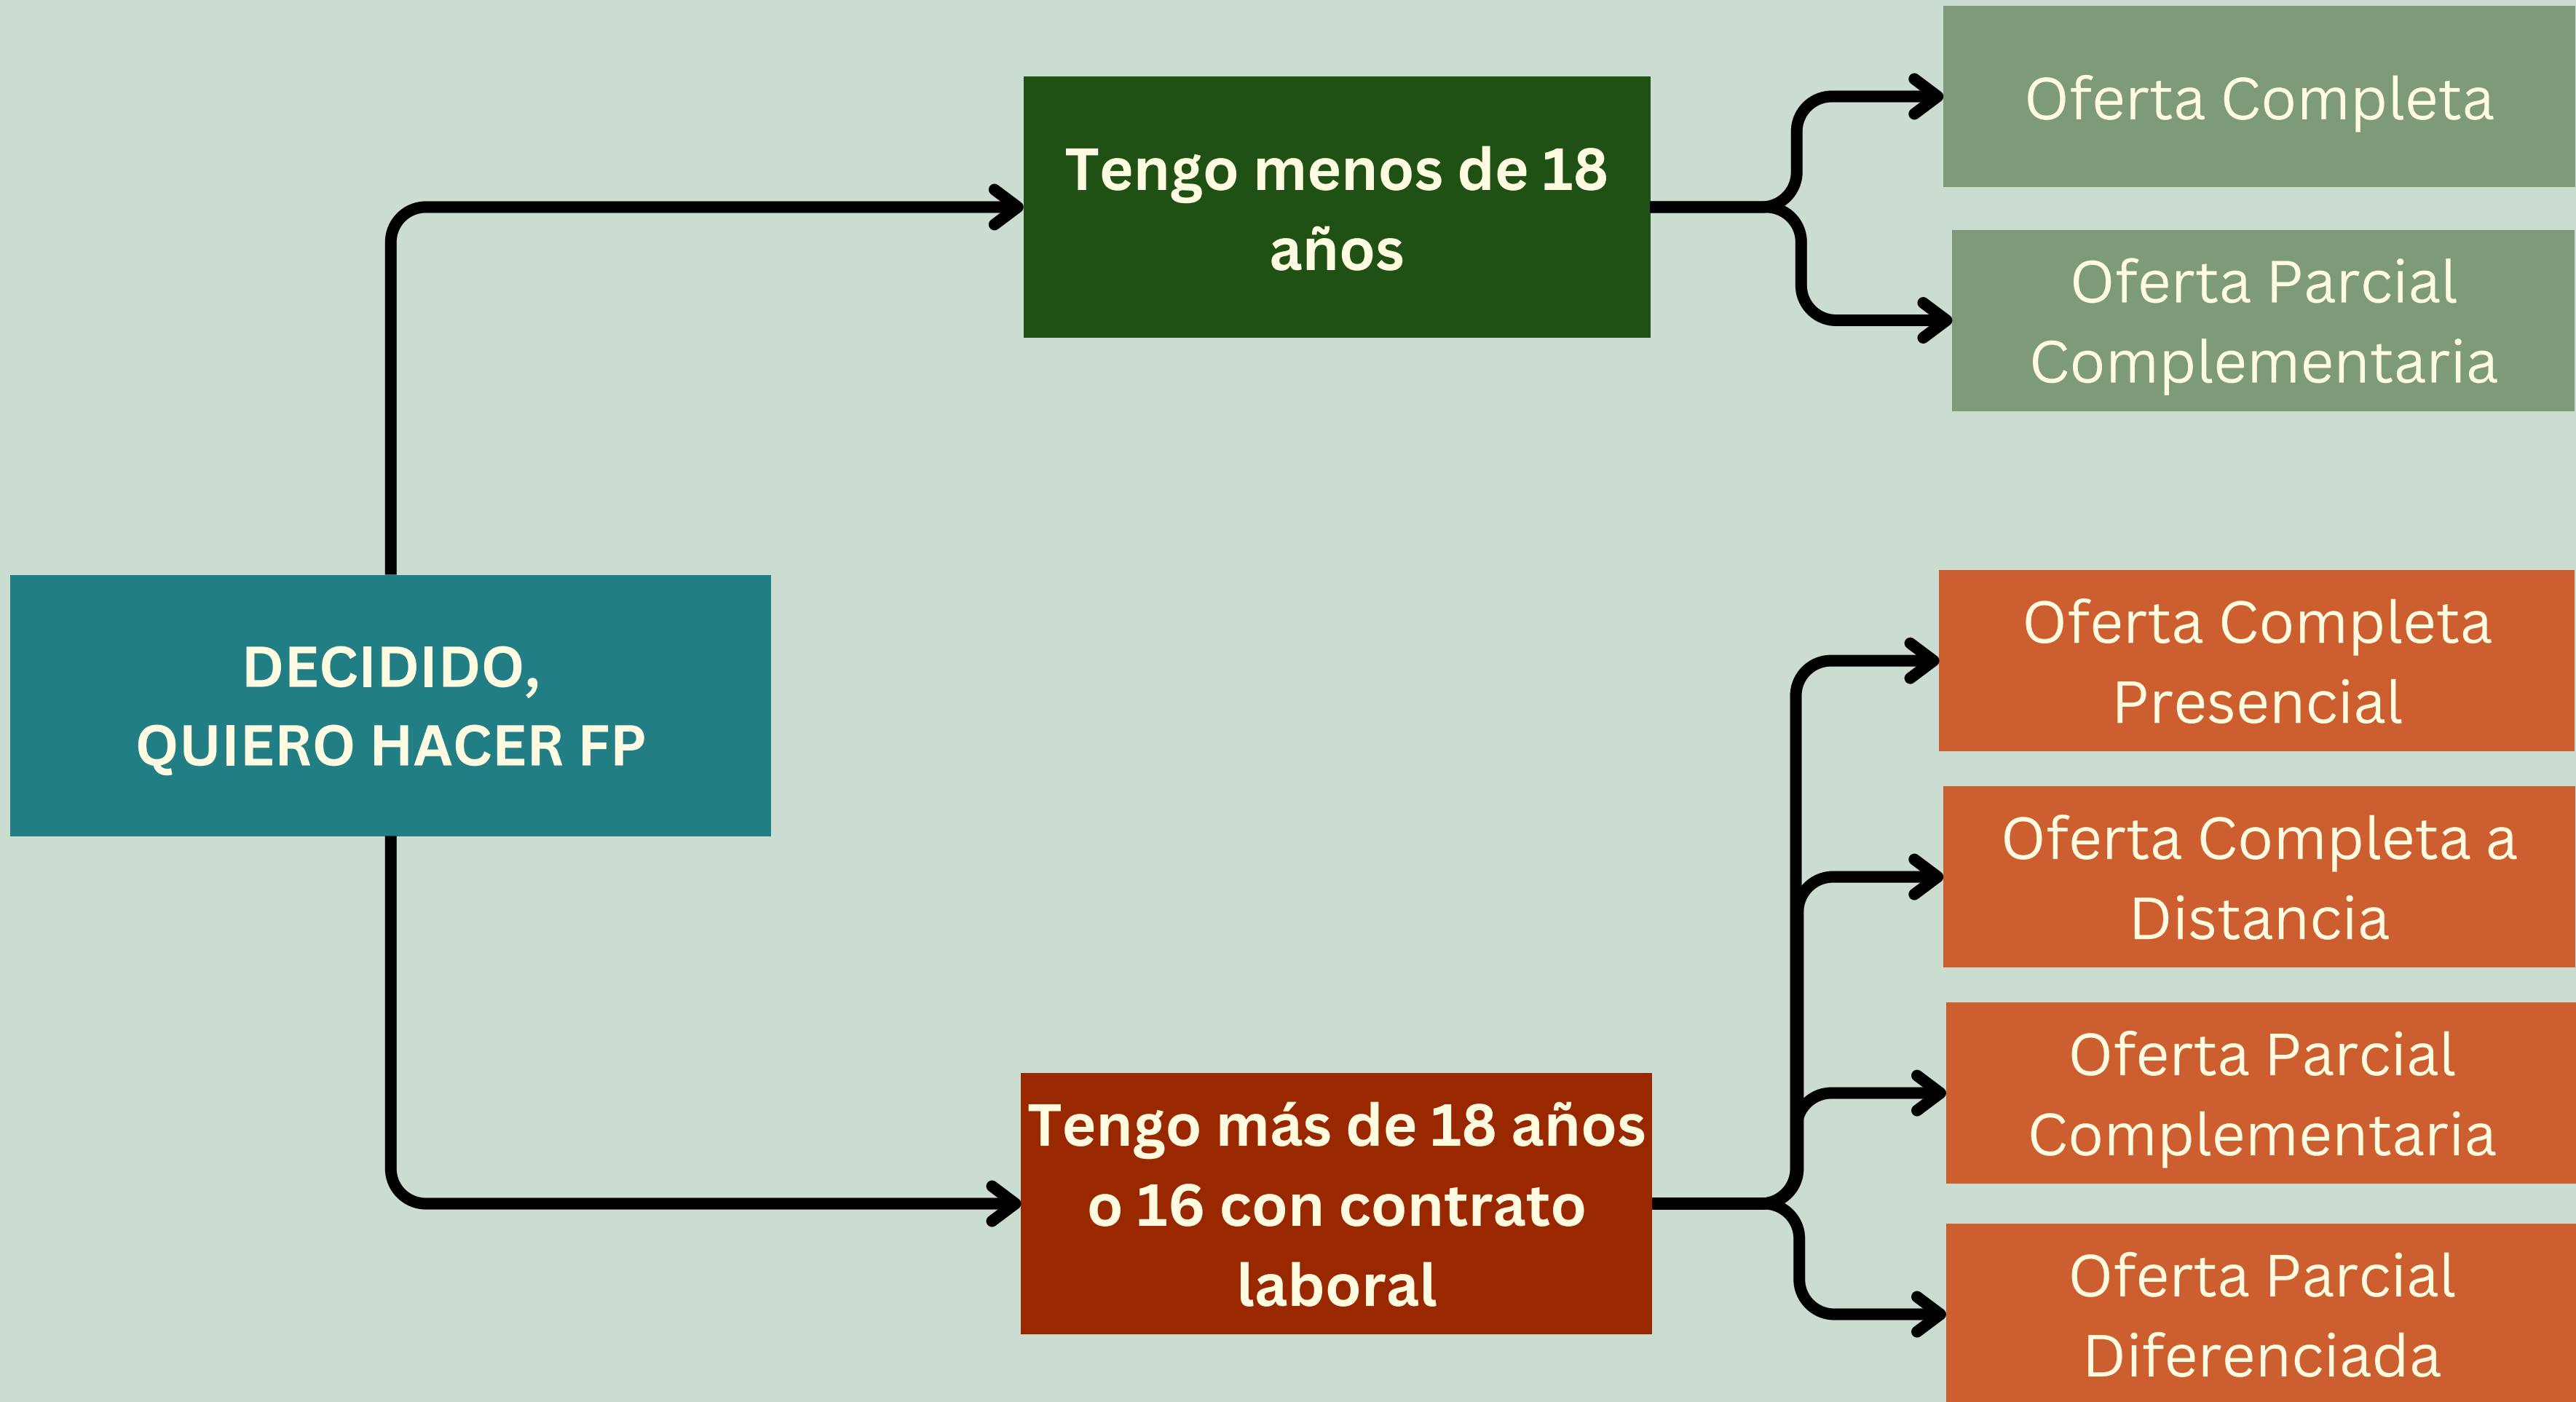 DECIDIDO,
QUIERO HACER FP
Tengo menos de 18
años
Oferta Completa
Oferta Parcial
Complementaria
Tengo más de 18 años
o 16 con contrato
laboral
Oferta Completa
Presencial
Oferta Completa a
Distancia
Oferta Parcial
Complementaria
Oferta Parcial
Diferenciada